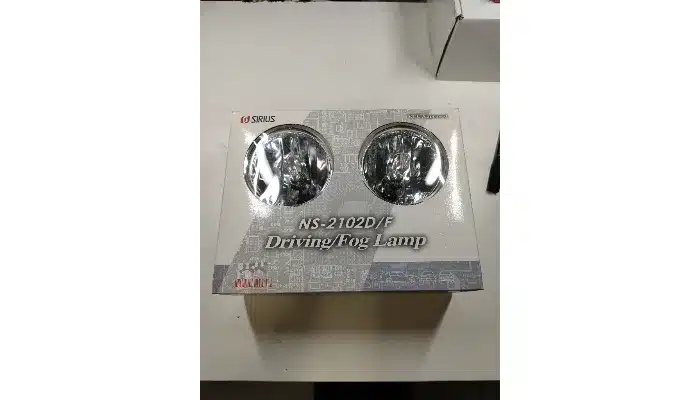 SIRIUS
NS-2102D/F
Driving/Fog Lamp